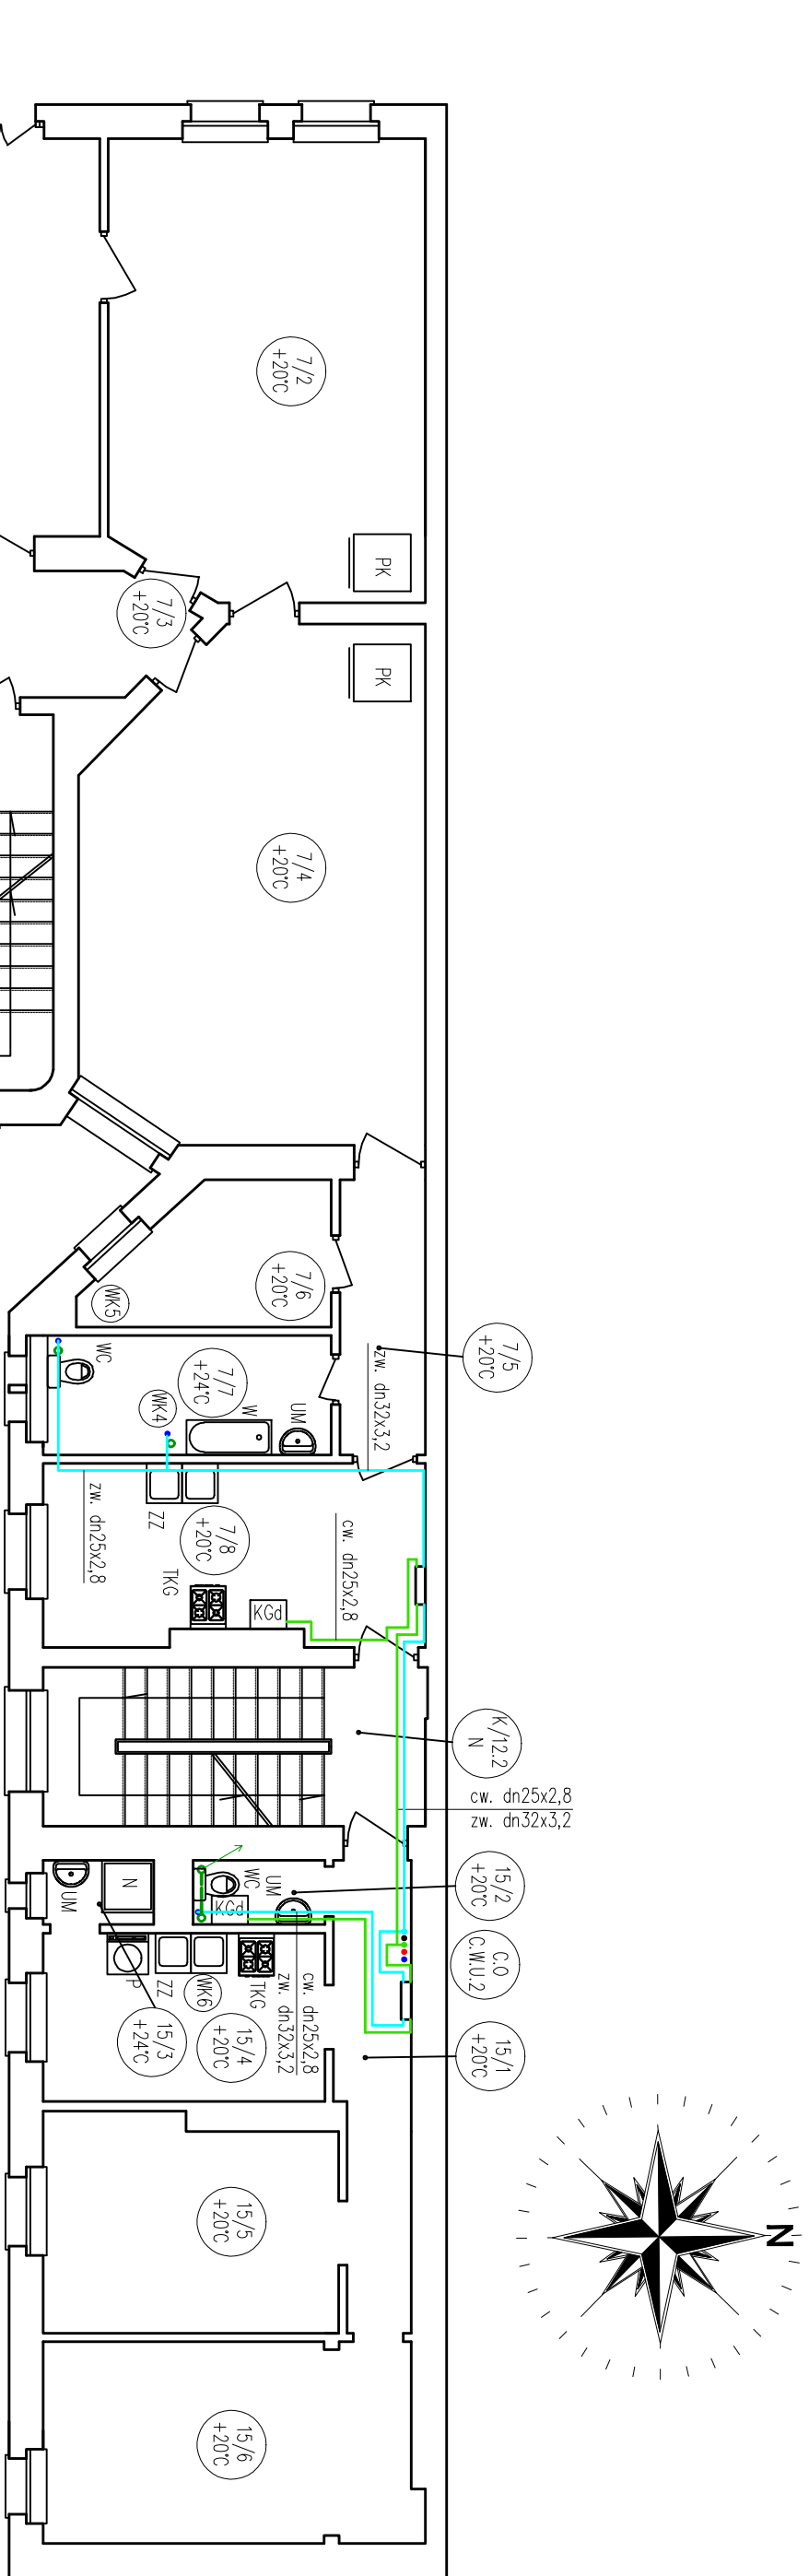 7/2
+20°C
PK
7/3
+20°C
PK
7/4
+20°C
7/6
+20°C
WK5
7/5
+20°C
zw. dn32x3,2
WC
7/7
+24°C
WK4
W
UM
zw. dn25x2,8
ZZ
7/8
+20°C
cw. dn25x2,8
TKG
KGd
K/12.2
N
cw. dn25x2,8
zw. dn32x3,2
15/2
+20°C
UM
WC
KGd
N
UM
C.O
C.W.U.2
P
ZZ
WK6
TKG
cw. dn25x2,8
zw. dn32x3,2
15/3
+24°C
15/4
+20°C
15/1
+20°C
N
15/5
+20°C
15/6
+20°C